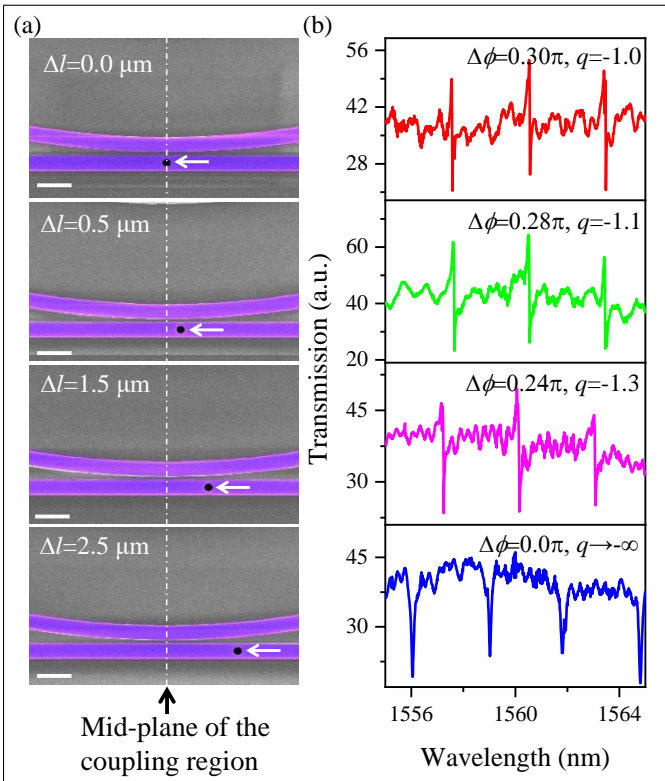 (a)
Δl=0.0 μm
Δl=0.5 μm
Δl=1.5 μm
Δl=2.5 μm
Mid-plane of the
coupling region
(b)
Transmission (a.u.)
56
42
28
Δϕ=0.30π, q=-1.0
60
40
20
Δϕ=0.28π, q=-1.1
45
30
Δϕ=0.24π, q=-1.3
45
30
Δϕ=0.0π, q→-∞
1556
1560
1564
Wavelength (nm)